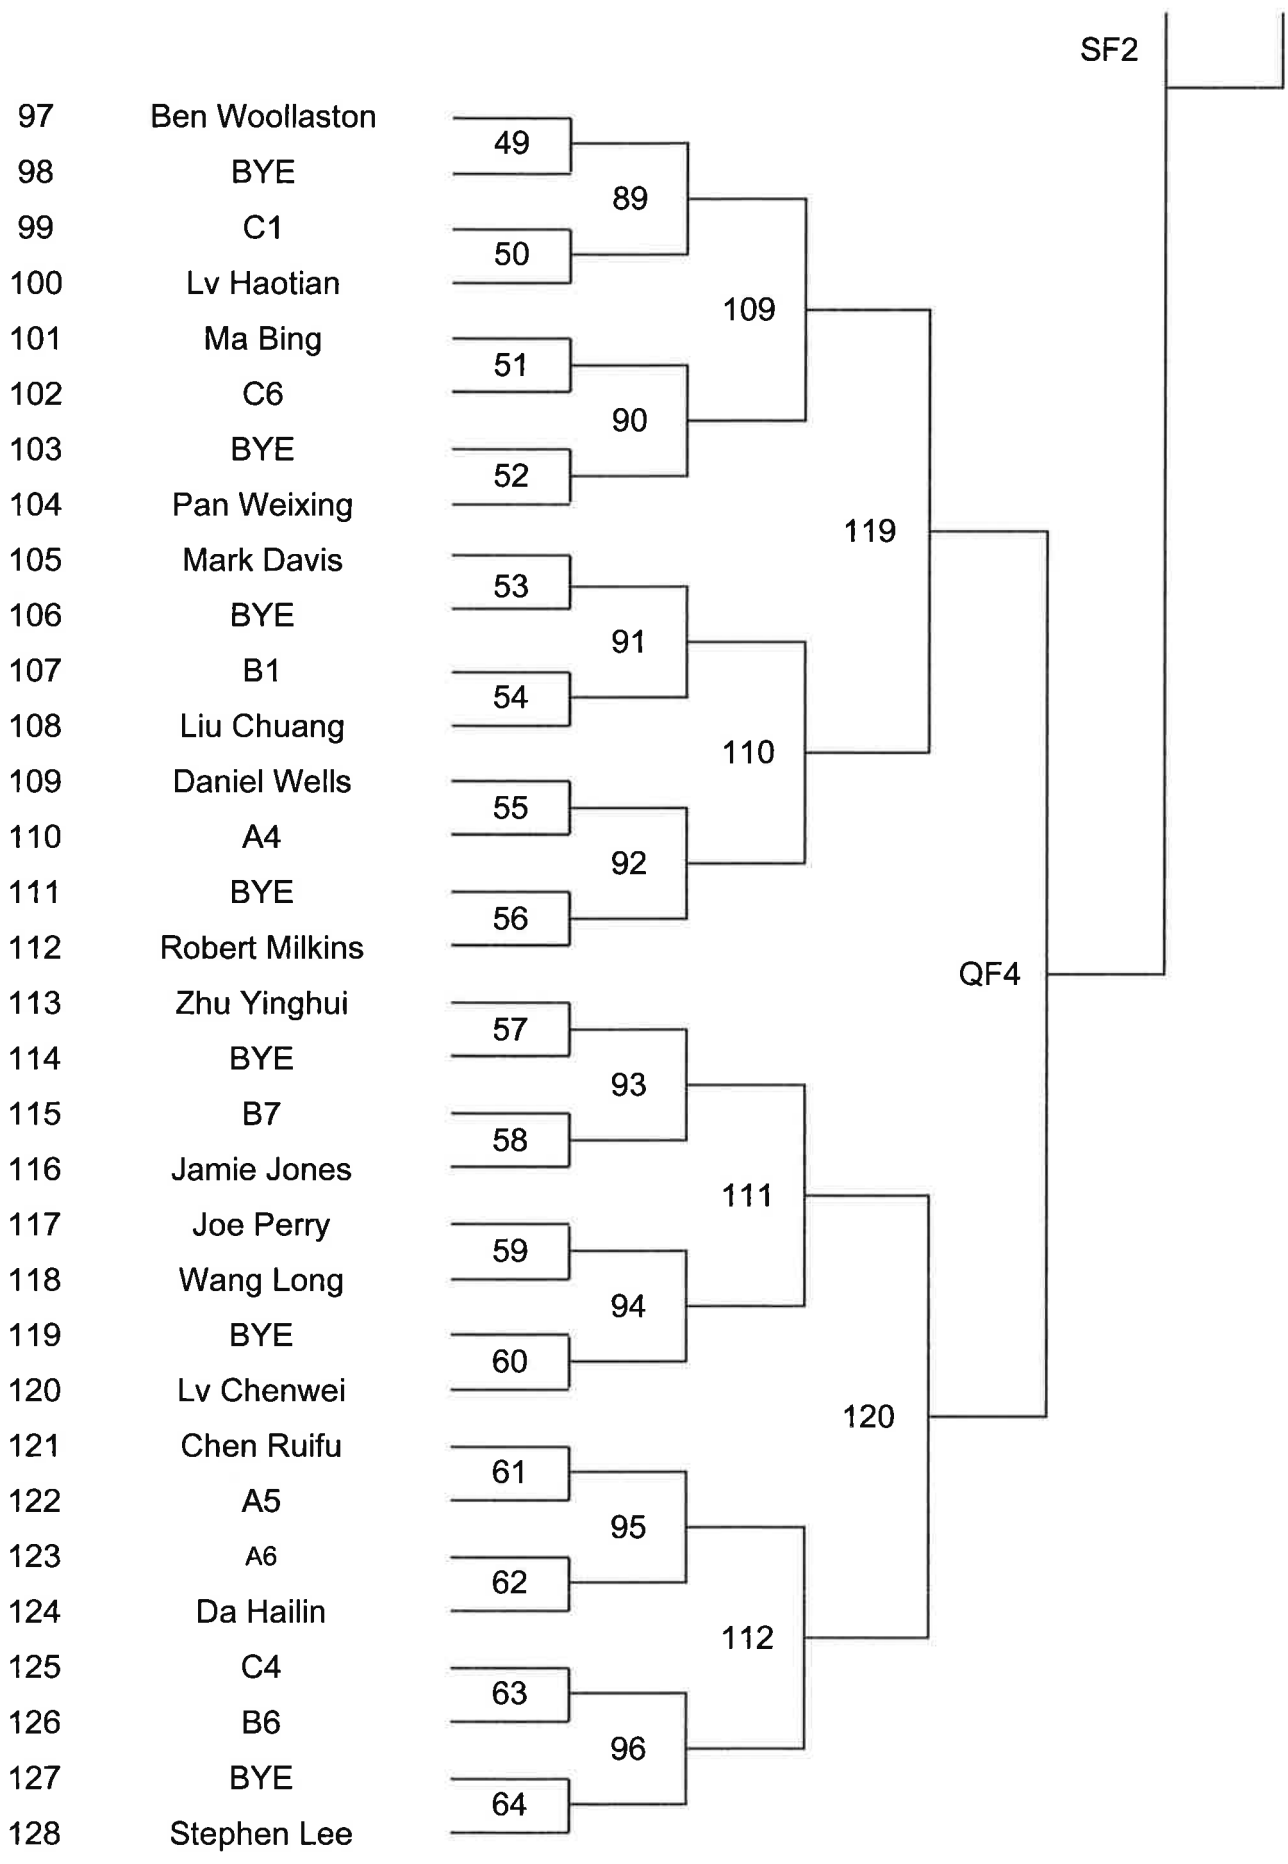 SF2
97 Ben Woollaston
49
98 BYE
89
99 C1
50
100 Lv Haotian
109
101 Ma Bing
51
102 C6
90
103 BYE
52
104 Pan Weixing
119
105 Mark Davis
53
106 BYE
91
107 B1
54
108 Liu Chuang
110
109 Daniel Wells
55
110 A4
92
111 BYE
56
112 Robert Milkins
QF4
113 Zhu Yinghui
57
114 BYE
93
115 B7
58
116 Jamie Jones
111
117 Joe Perry
59
118 Wang Long
94
119 BYE
60
120 Lv Chenwei
120
121 Chen Ruifu
61
122 A5
95
123 A6
62
124 Da Hailin
112
125 C4
63
126 B6
96
127 BYE
64
128 Stephen Lee